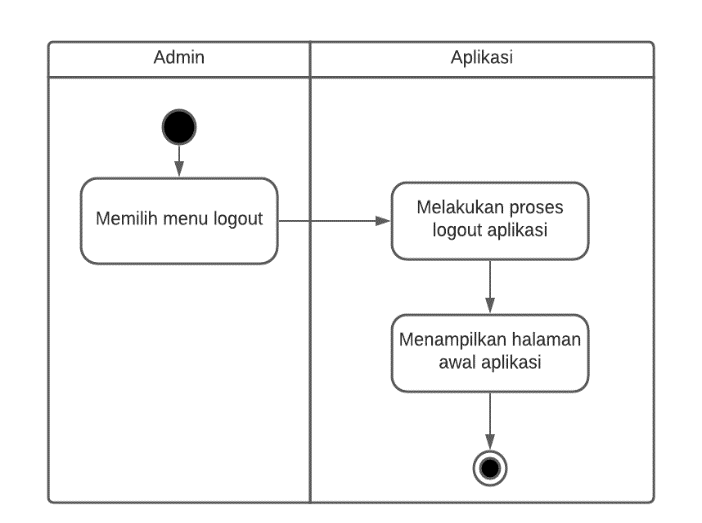 Admin
Aplikasi
Memilih menu logout
Melakukan proses
logout aplikasi
Menampilkan halaman
awal aplikasi